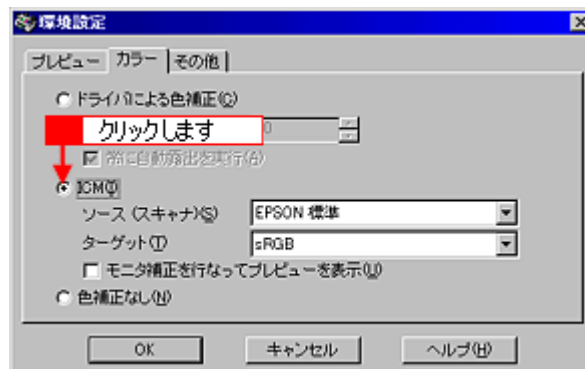 環境設定
プレビュー カラー その他
ドライバによる色補正(C)
クリックします 0
常に自動露出を実行(A)
ICM(I)
ソース (スキャナ)(S) EPSON 標準
ターゲット(T) sRGB
モニタ補正を行なってプレビューを表示(U)
色補正なし(N)
OK キャンセル ヘルプ(H)